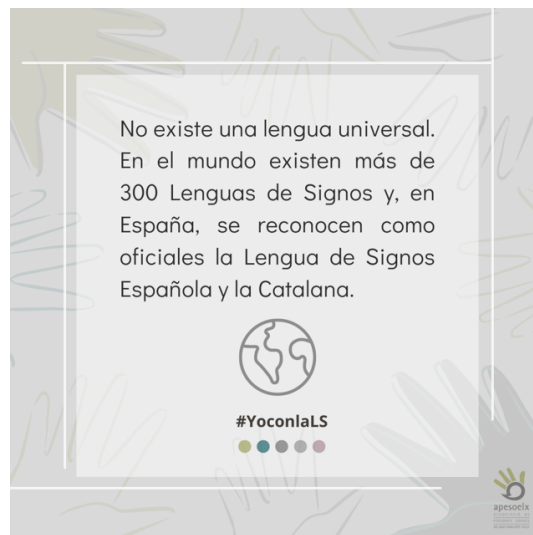 No existe una lengua universal.
En el mundo existen más de
300 Lenguas de Signos y, en
España, se reconocen como
oficiales la Lengua de Signos
Española y la Catalana.
#YoconlaLS
apesoelx